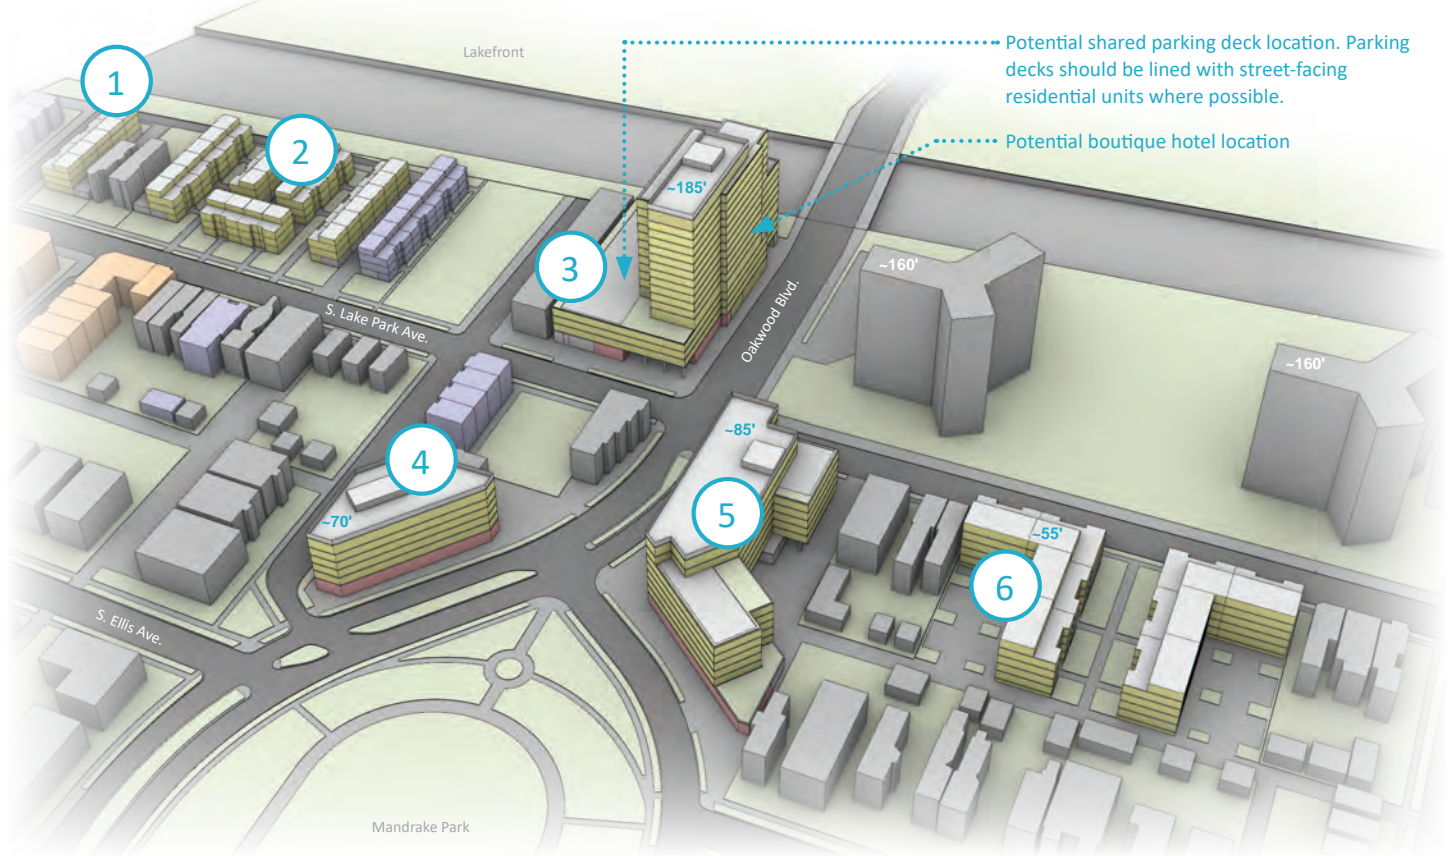 Lakefront
Potential shared parking deck location. Parking
decks should be lined with street-facing
residential units where possible.
Potential boutique hotel location
1
2
~185'
3
~160'
S. Lake Park Ave.
Oakwood Blvd.
~160'
4
~85'
~70'
5
~55'
6
S. Ellis Ave.
Mandrake Park